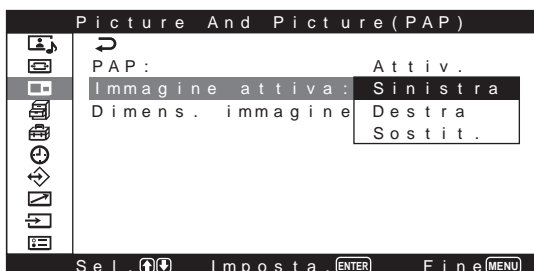 Picture And Picture(PAP)
PAP: Attiv.
Immagine attiva: Sinistra
Dimens. immagine Destra
Sostit.
Sel. Imposta. ENTER Fine MENU